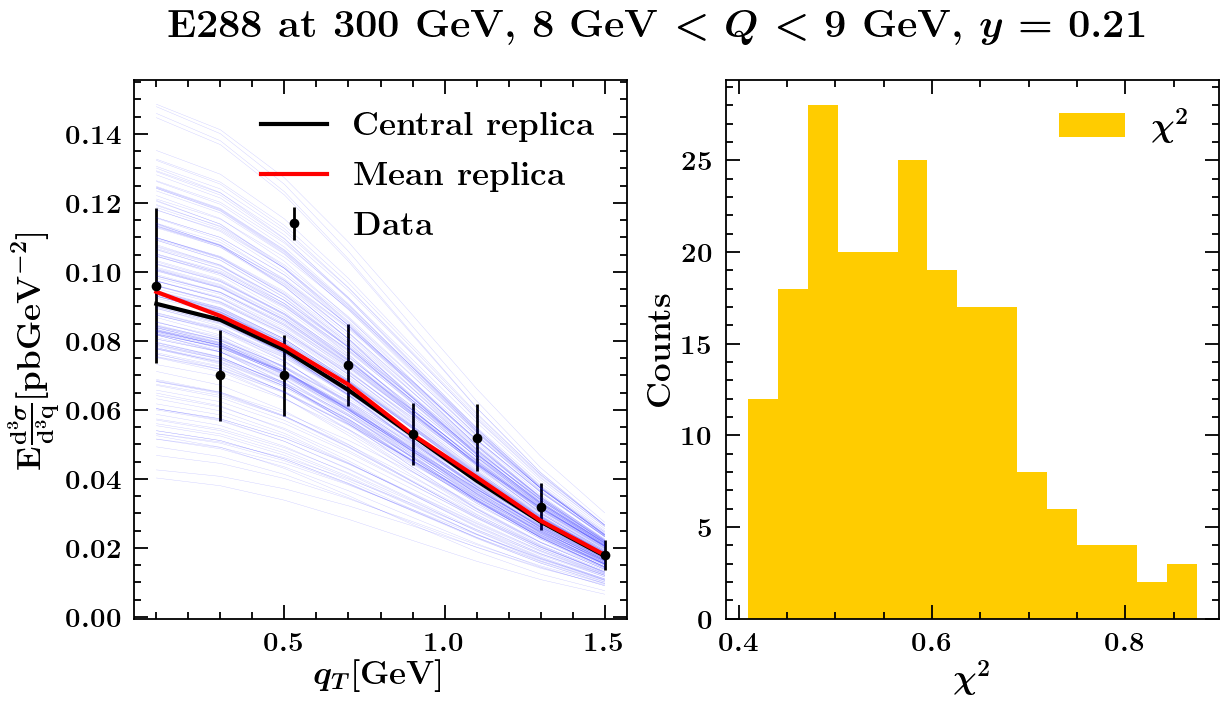 E288 at 300 GeV, 8 GeV < Q < 9 GeV, y = 0.21
E d³σ/d³q [pbGeV⁻²]
0.14
0.12
0.10
0.08
0.06
0.04
0.02
0.00
Central replica
Mean replica
Data
0.5 1.0 1.5
q_T[GeV]
Counts
25
20
15
10
5
0
χ²
0.4 0.6 0.8
χ²